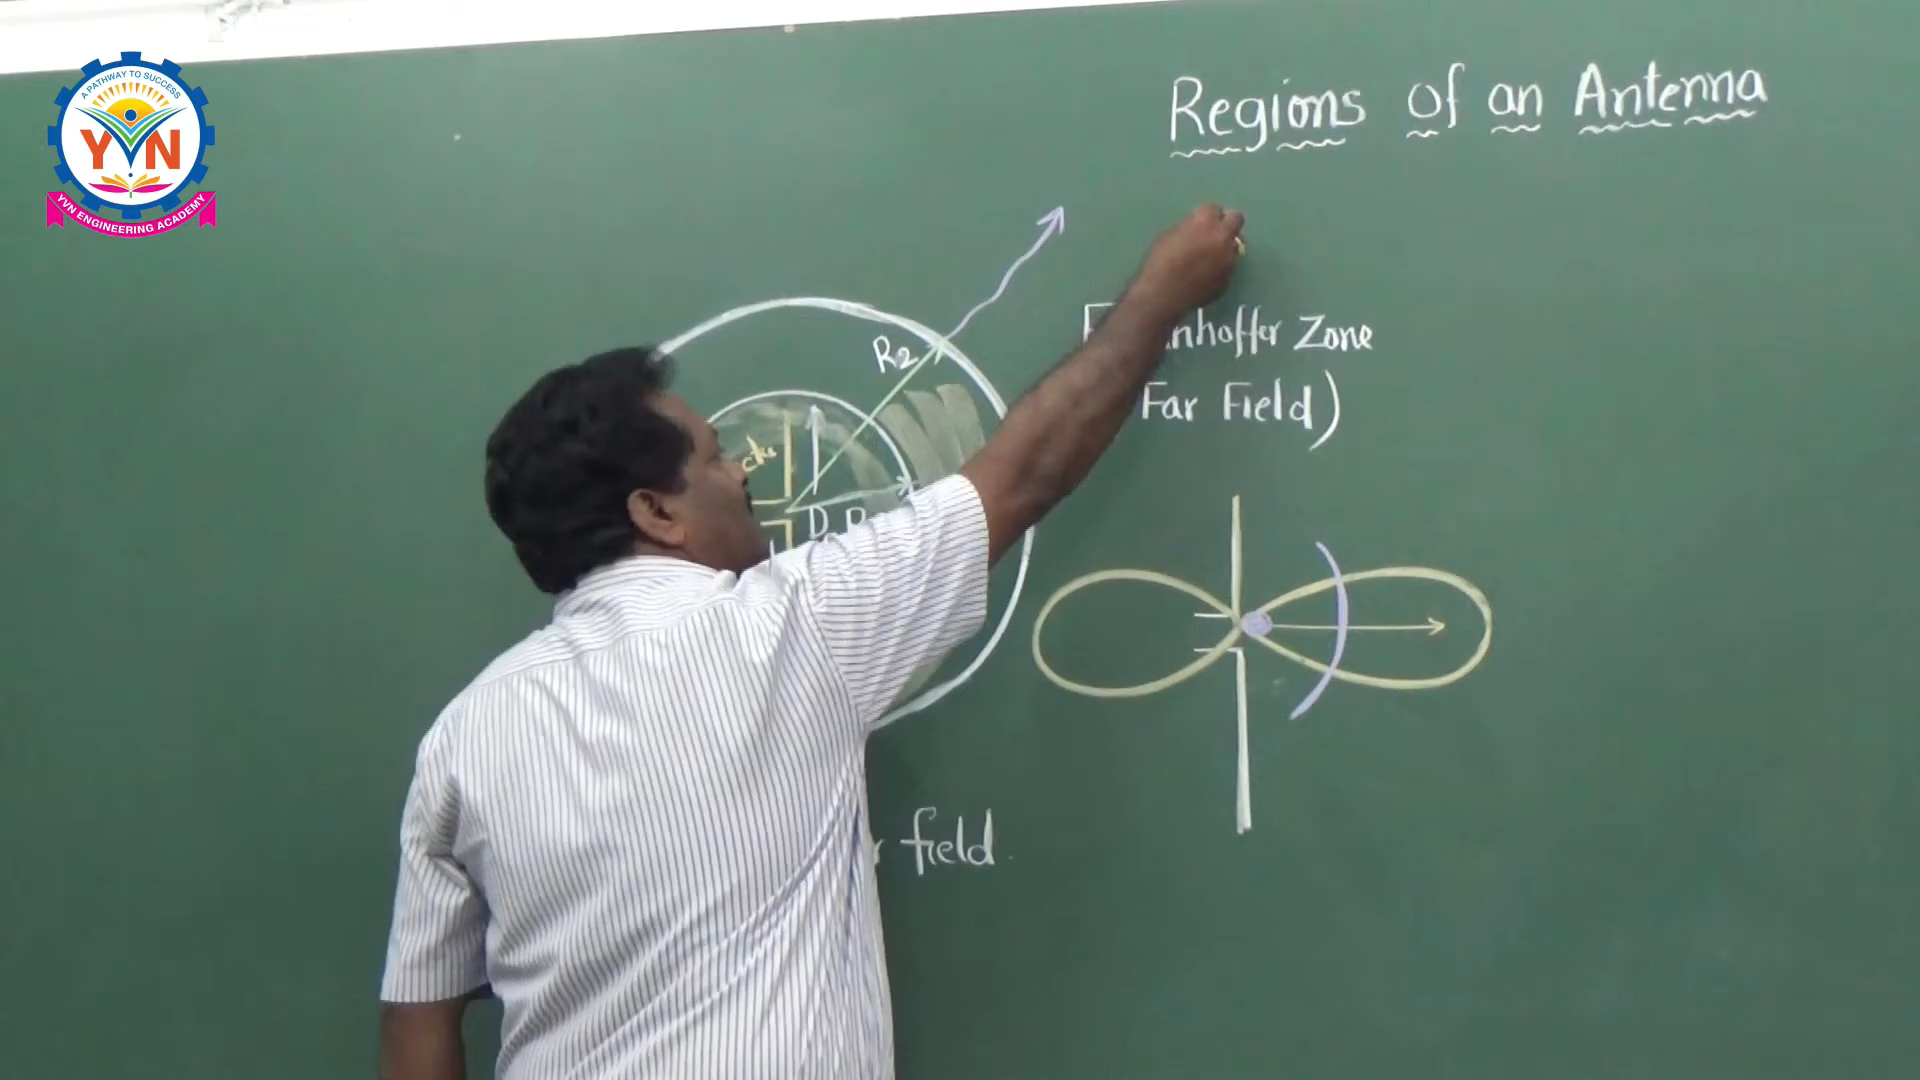 A PATHWAY TO SUCCESS
YVN
YVN ENGINEERING ACADEMY
Regions of an Antenna
R2
nhoffer Zone
Far Field)
D
field.